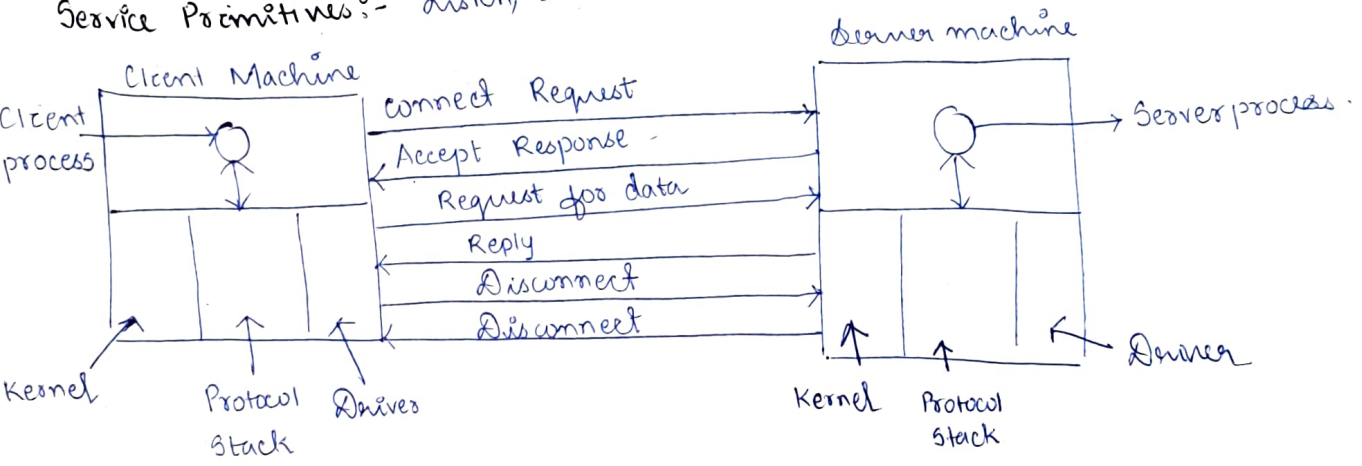 Service Primitives:-
Server machine
Client Machine
Client process
connect Request
Accept Response
Request for data
Reply
Disconnect
Disconnect
Server process.
Kernel
Protocol Stack
Driver
Kernel
Protocol Stack
Driver